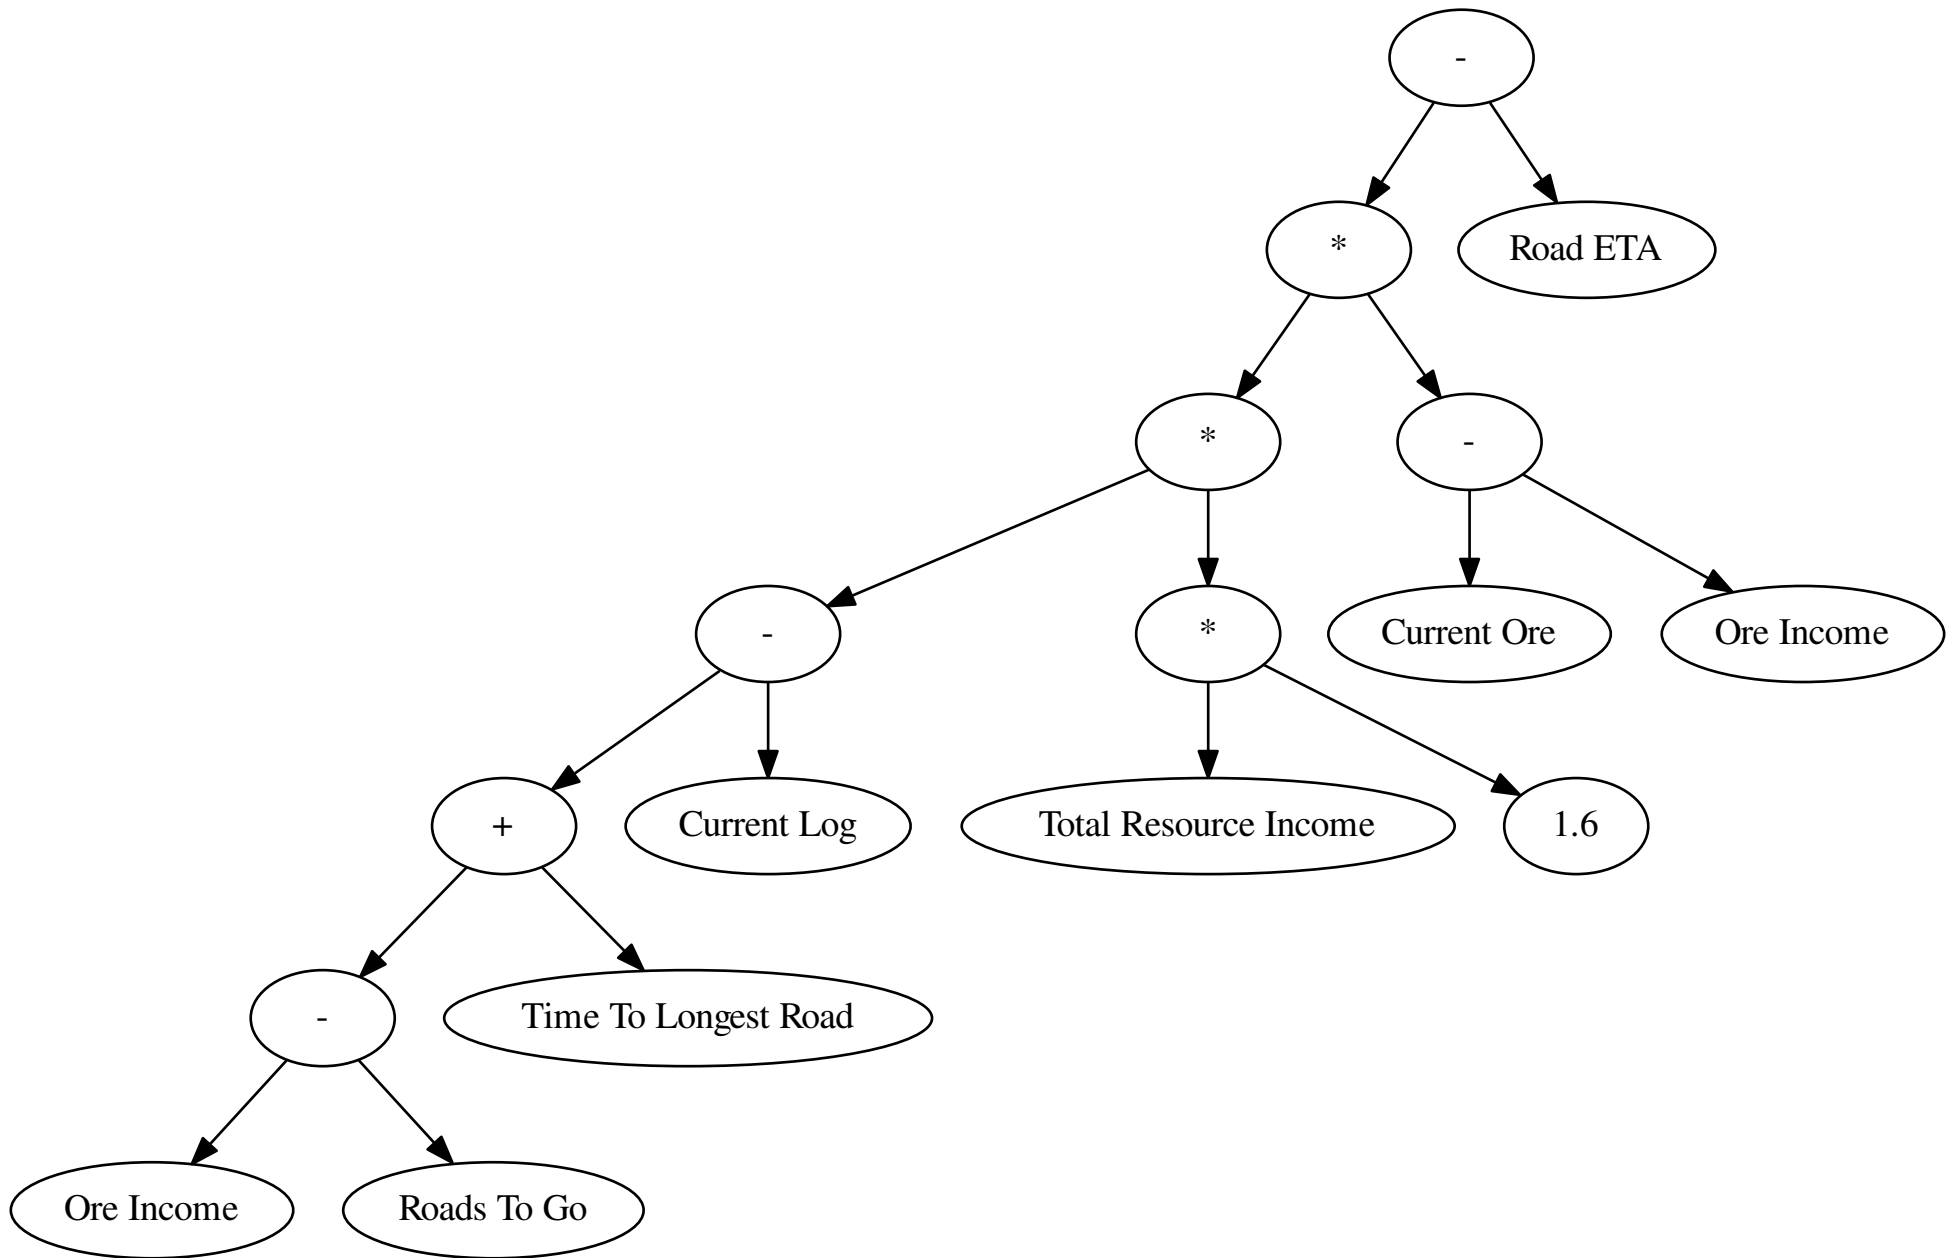 -
*
Road ETA
*
-
-
*
Current Ore
Ore Income
+
Current Log
Total Resource Income
1.6
-
Time To Longest Road
Ore Income
Roads To Go